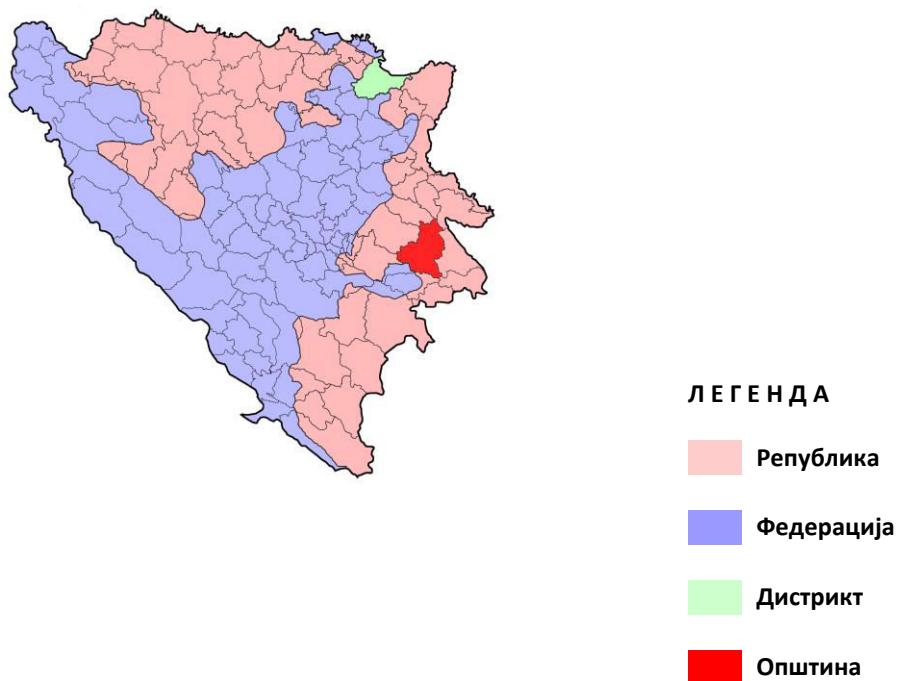 Л Е Г Е Н Д А
Република
Федерација
Дистрикт
Општина